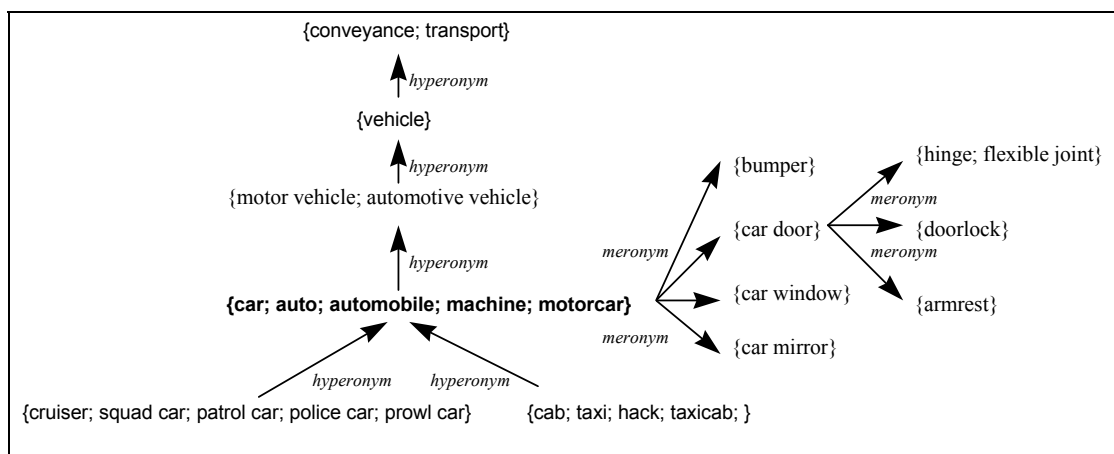 {conveyance; transport}
hyperonym
{vehicle}
hyperonym
{motor vehicle; automotive vehicle}
hyperonym
{car; auto; automobile; machine; motorcar}
hyperonym
hyperonym
{cruiser; squad car; patrol car; police car; prowl car}
{cab; taxi; hack; taxicab; }
meronym
meronym
{bumper}
{car door}
{car window}
{car mirror}
meronym
meronym
{hinge; flexible joint}
{doorlock}
{armrest}